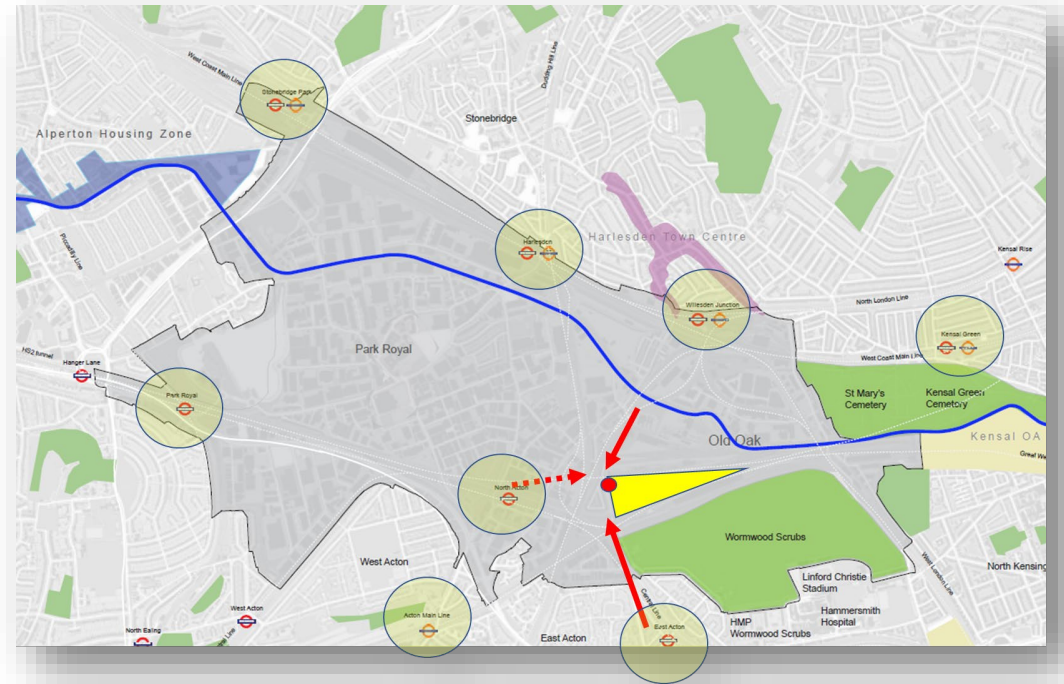 West Coast Main Line
Stonebridge Park
Dudding Hill Line
Stonebridge
Alperton Housing Zone
Harlesden
Harlesden Town Centre
Piccadilly Line
Kensal Rise
Willesden Junction
North London Line
Kensal Green
HS2 tunnel
Hanger Lane
Park Royal
West Coast Main Line
Park Royal
St Mary's
Cemetery
Kensal Green
Cemetery
Old Oak
Kensal OA
Great We
North Acton
Wormwood Scrubs
West Acton
West London Line
North Kensing
Linford Christie
Stadium
Central Line
West Acton
Acton Main Line
Hammersmith
Hospital
HMP
Wormwood Scrubs
North Ealing
East Acton
East Acton